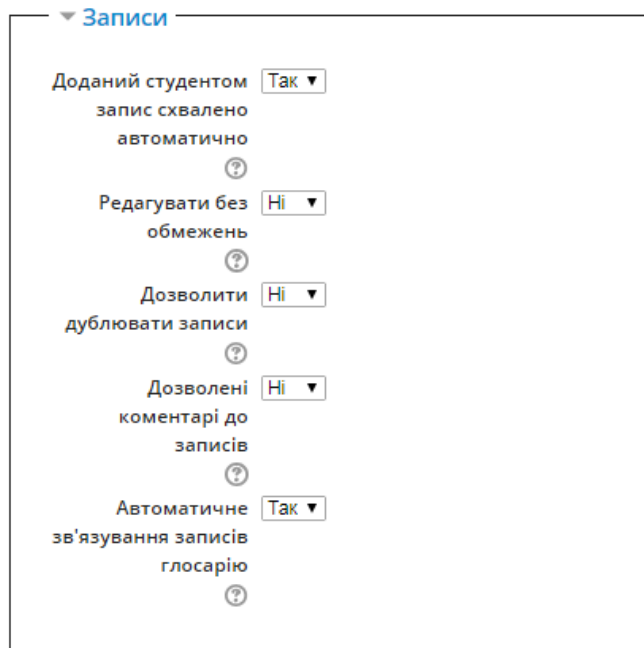 Записи
Доданий студентом Так
запис схвалено
автоматично
Редагувати без Ні
обмежень
Дозволити Ні
дублювати записи
Дозволені Ні
коментарі до
записів
Автоматичне Так
зв'язування записів
глосарію